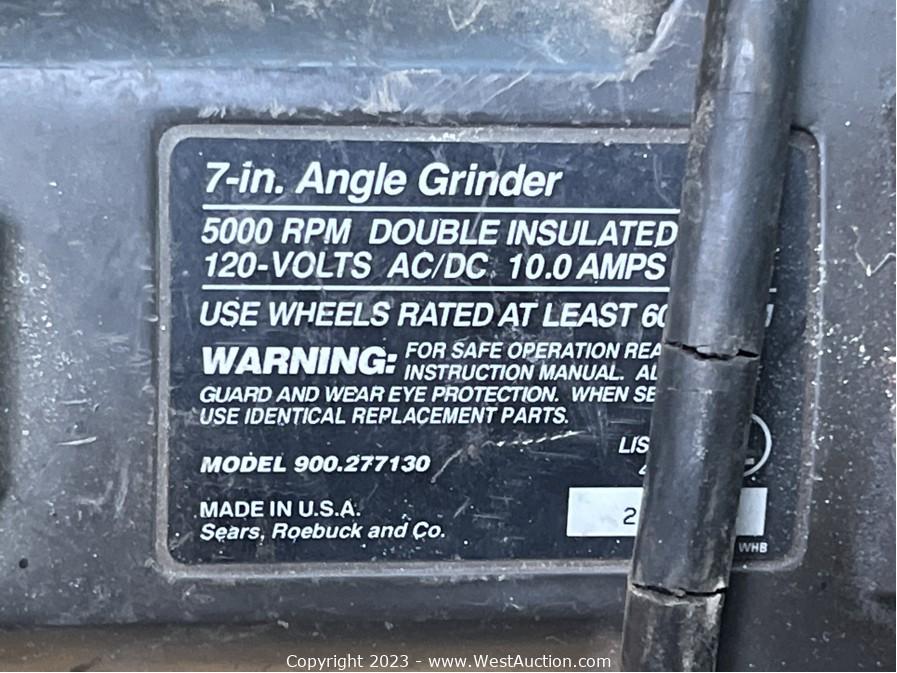 7-in. Angle Grinder
5000 RPM DOUBLE INSULATED
120-VOLTS AC/DC 10.0 AMPS
USE WHEELS RATED AT LEAST
WARNING: FOR SAFE OPERATION
INSTRUCTION MANUAL.
GUARD AND WEAR EYE PROTECTION. WHEN
USE IDENTICAL REPLACEMENT PARTS.
MODEL 900.277130
MADE IN U.S.A.
Sears, Roebuck and Co.
WHB
Copyright 2023 - www.WestAuction.com